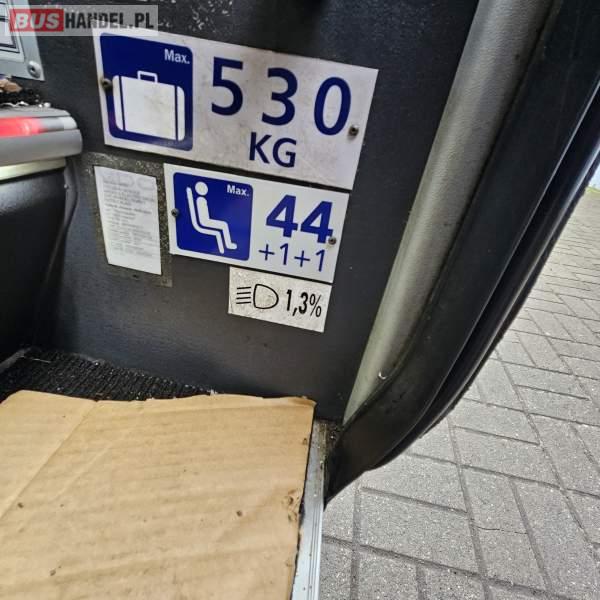 BUSHANDEL.PL
Max.
530
KG
Max.
44
+1+1
1,3%